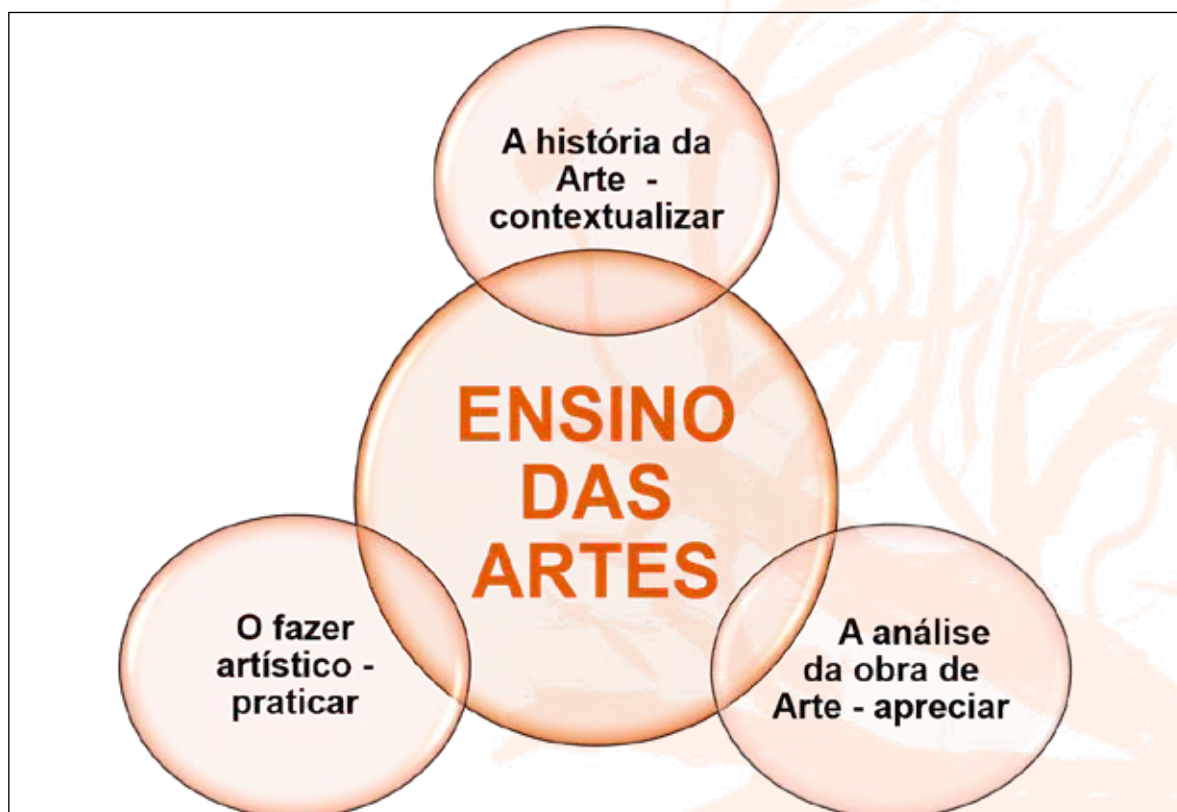 A história da
Arte -
contextualizar
ENSINO
DAS
ARTES
O fazer
artístico -
praticar
A análise
da obra de
Arte - apreciar